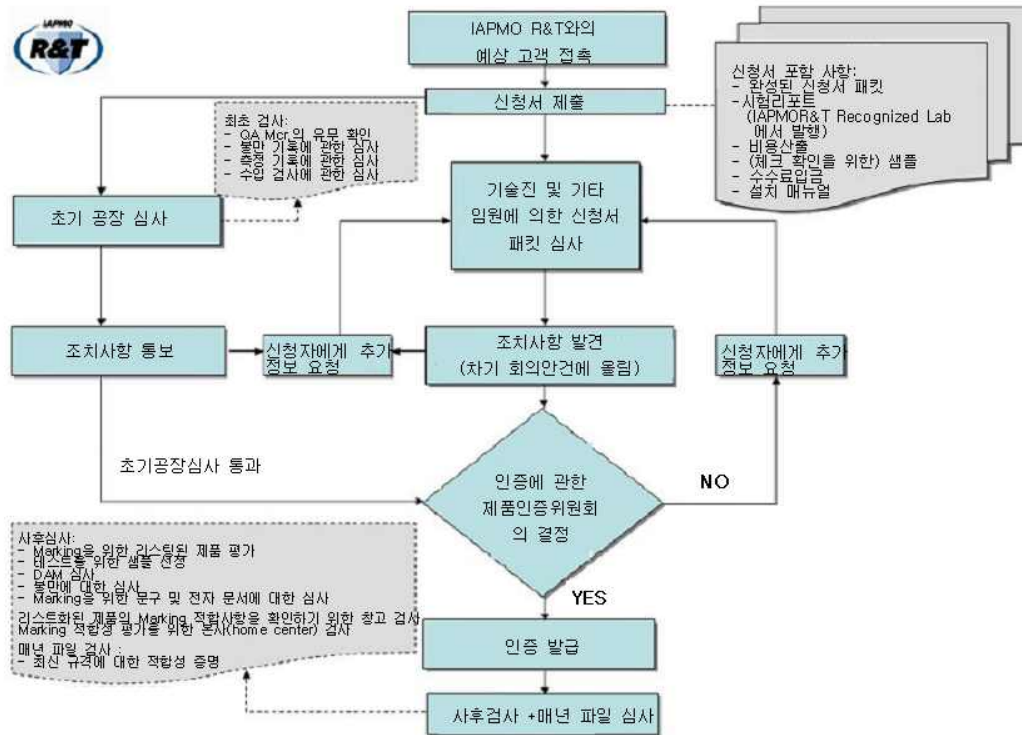 IAPMO
R&T
IAPMO R&T와의
예상 고객 접촉
신청서 제출
신청서 포함 사항:
- 완성된 신청서 패킷
-시험리포트
(IAPMOR&T Recognized Lab
에서 발행)
- 비용산출
- (체크 확인을 위한) 샘플
- 수수료입금
- 설치 매뉴얼
최초 검사:
- QA Mcr.의 유무 확인
- 불만 기록에 관한 심사
- 측정 기록에 관한 심사
- 수입 검사에 관한 심사
초기 공장 심사
기술진 및 기타
임원에 의한 신청서
패킷 심사
조치사항 통보
신청자에게 추가
정보 요청
조치사항 발견
(차기 회의안건에 올림)
신청자에게 추가
정보 요청
초기공장심사 통과
인증에 관한
제품인증위원회
의 결정
NO
YES
사후심사:
- Marking을 위한 리스팅된 제품 평가
- 테스트를 위한 샘플 선정
- DAM 심사
- 불만에 대한 심사
- Marking을 위한 문구 및 전자 문서에 대한 심사
리스트화된 제품의 Marking 적합사항을 확인하기 위한 창고 검사
Marking 적합성 평가를 위한 본사(home center) 검사
매년 파일 검사 :
- 최신 규격에 대한 적합성 증명
인증 발급
사후검사 +매년 파일 심사